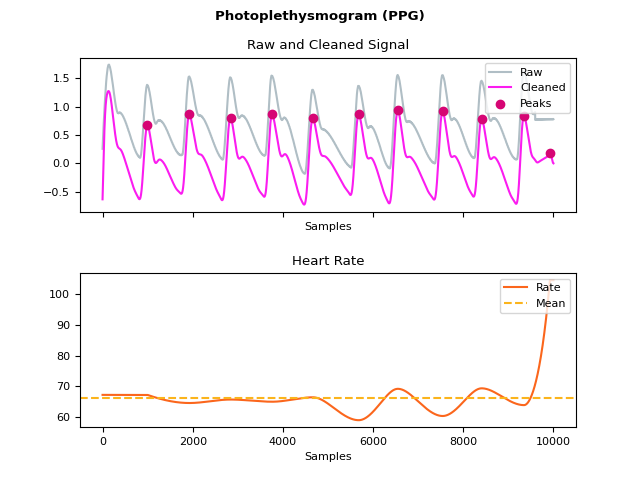 Photoplethysmogram (PPG)
Raw and Cleaned Signal
1.5
1.0
0.5
0.0
−0.5
Raw
Cleaned
Peaks
Samples
Heart Rate
100
90
80
70
60
Rate
Mean
0
2000
4000
6000
8000
10000
Samples